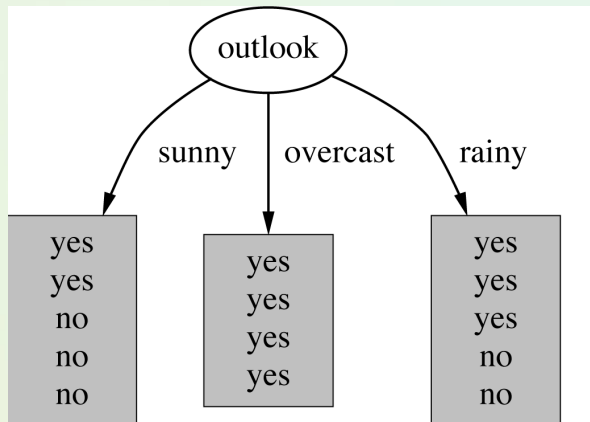 outlook
sunny
overcast
rainy
yes
yes
no
no
no
yes
yes
yes
yes
yes
yes
yes
no
no